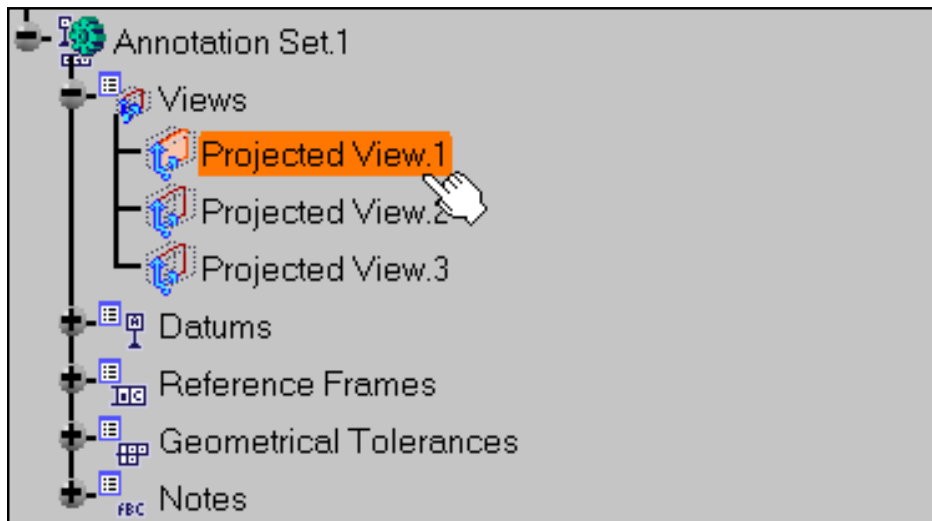 Annotation Set.1
Views
Projected View.1
Projected View.2
Projected View.3
Datums
Reference Frames
Geometrical Tolerances
Notes